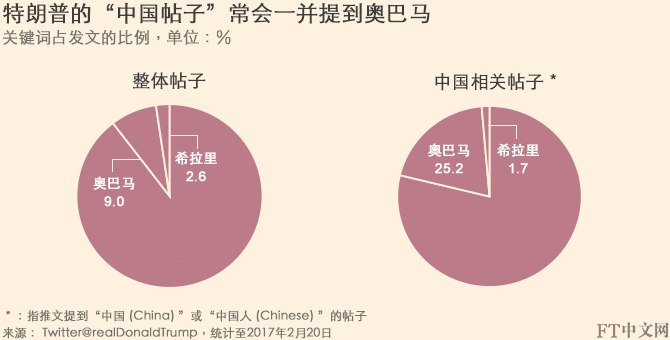 特朗普的“中国帖子”常会一并提到奥巴马
关键词占发文的比例，单位：%
整体帖子
中国相关帖子 *
奥巴马
9.0
希拉里
2.6
奥巴马
25.2
希拉里
1.7
* ：指推文提到“中国 (China) ”或“中国人 (Chinese) ”的帖子
来源： Twitter@realDonaldTrump，统计至2017年2月20日
FT中文网